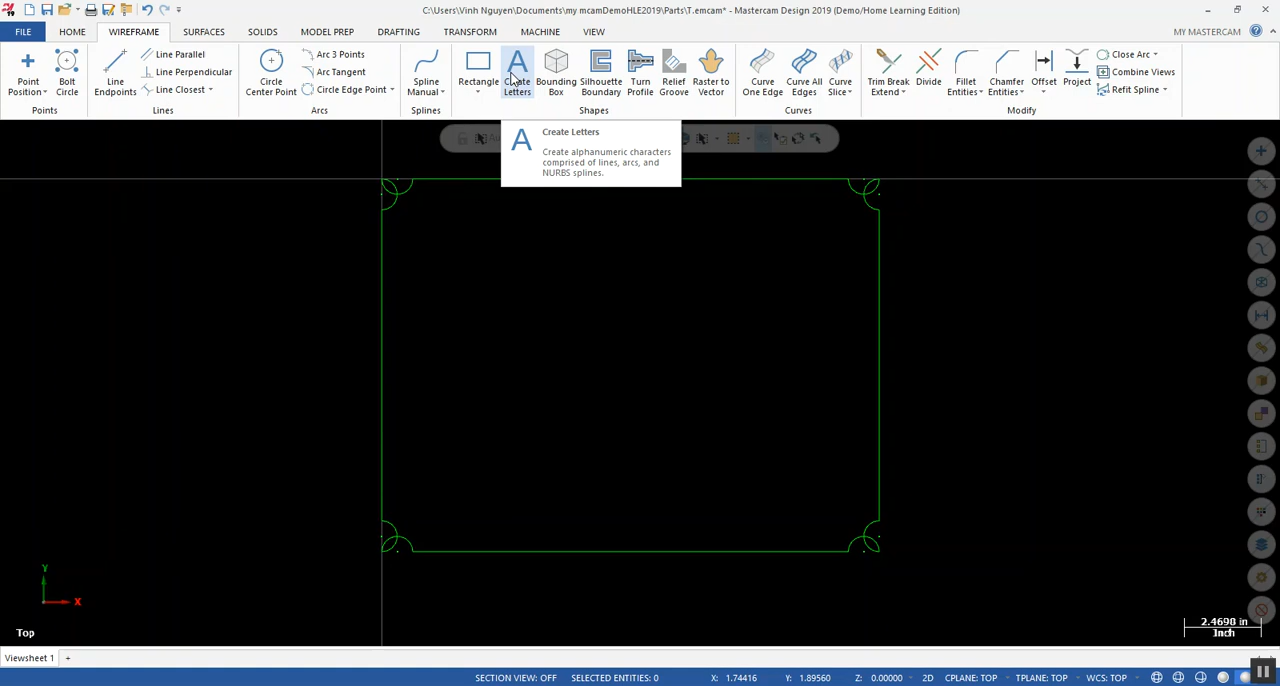 C:\Users\Vinh Nguyen\Documents\my mcamDemoHLE2019\Parts\T.emcam* - Mastercam Design 2019 (Demo/Home Learning Edition)
FILE HOME WIREFRAME SURFACES SOLIDS MODEL PREP DRAFTING TRANSFORM MACHINE VIEW MY MASTERCAM
Point Position
Bolt Circle
Points
Line Endpoints
Line Parallel
Line Perpendicular
Line Closest
Lines
Circle Center Point
Arc 3 Points
Arc Tangent
Circle Edge Point
Arcs
Spline Manual
Splines
Rectangle
Create Letters
Bounding Box
Silhouette Boundary
Turn Profile
Relief Groove
Raster to Vector
Shapes
Curve One Edge
Curve All Edges
Curve Slice
Curves
Trim Break Extend
Divide
Fillet Entities
Chamfer Entities
Offset
Project
Close Arc
Combine Views
Refit Spline
Modify
Create Letters
Create alphanumeric characters
comprised of lines, arcs, and
NURBS splines.
Y
X
Top
2.4698 in
Inch
Viewsheet 1 +
SECTION VIEW: OFF SELECTED ENTITIES: 0 X: 1.74416 Y: 1.89560 Z: 0.00000 2D CPLANE: TOP TPLANE: TOP WCS: TOP